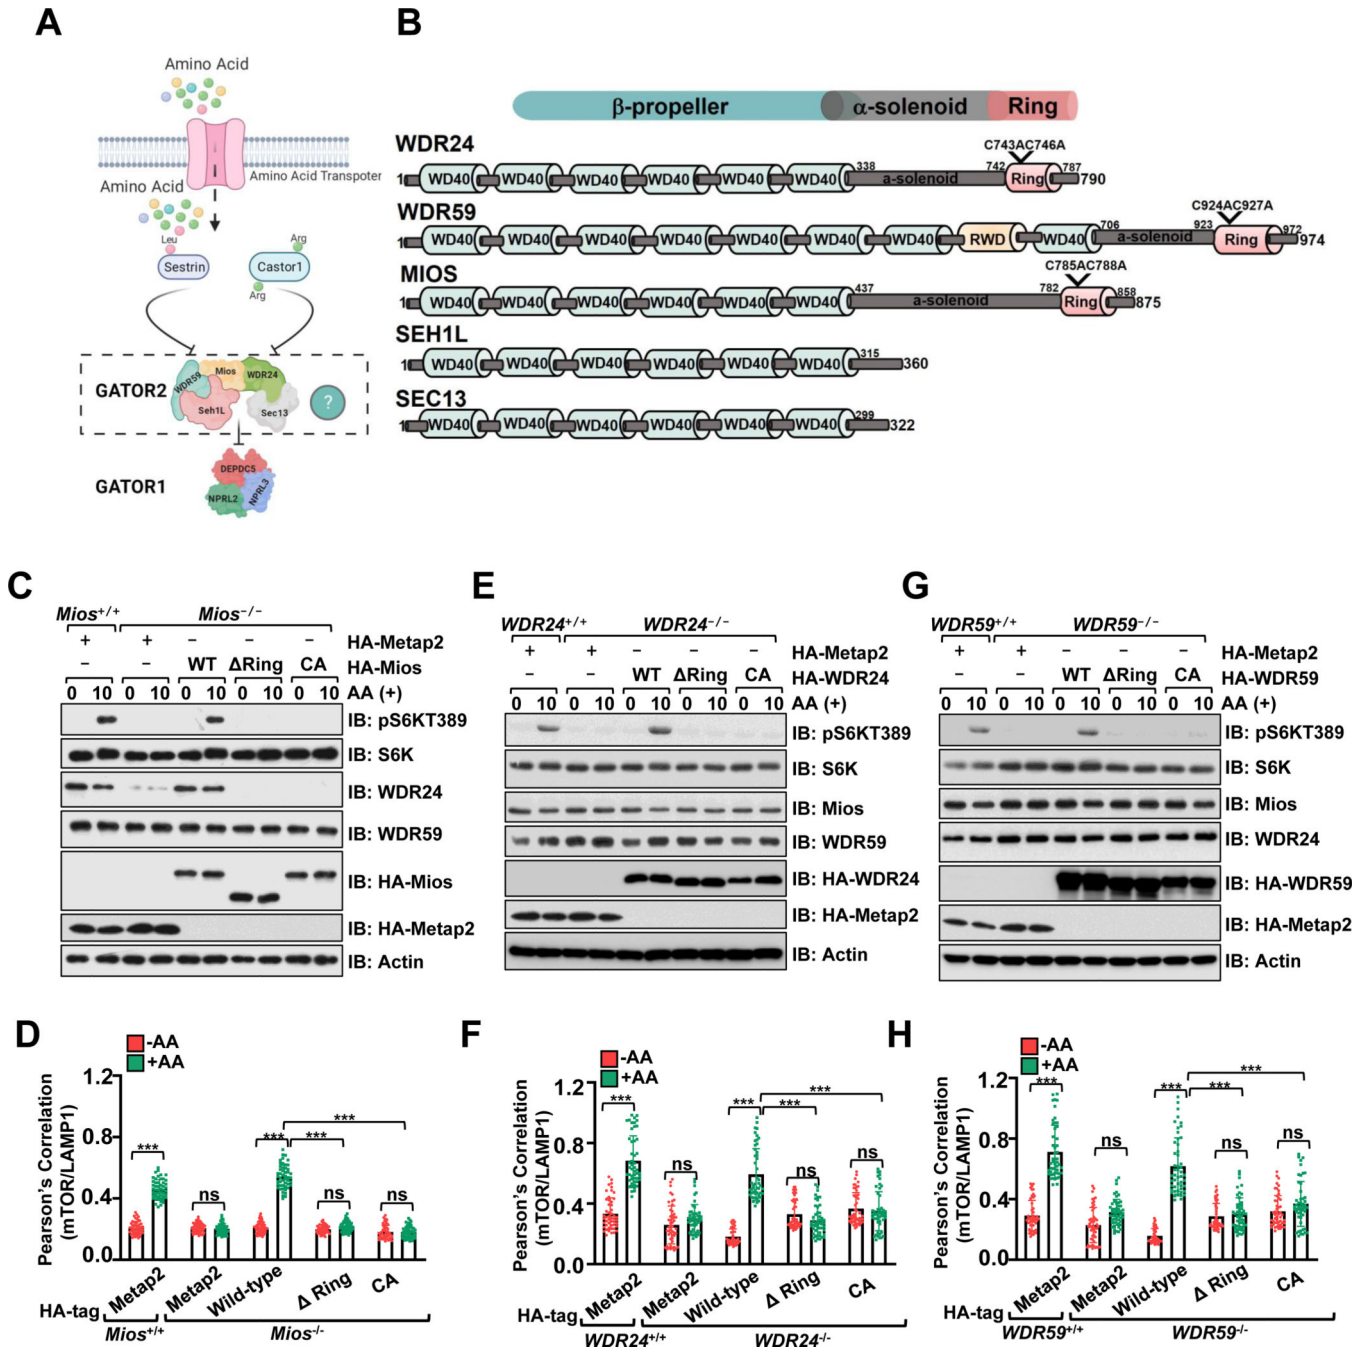 A
Amino Acid
Amino Acid Transpoter
Amino Acid
Leu
Arg
Sestrin
Castor1
Arg
GATOR2
WDR59
Mios
WDR24
Seh1L
Sec13
?
GATOR1
DEPDC5
NPRL2
NPRL3
B
β-propeller α-solenoid Ring
WDR24
C743AC746A
1 WD40 WD40 WD40 WD40 WD40 WD40 338 a-solenoid 742 Ring 787 790
WDR59
C924AC927A
1 WD40 WD40 WD40 WD40 WD40 WD40 RWD WD40 706 a-solenoid 923 Ring 972 974
MIOS
C785AC788A
1 WD40 WD40 WD40 WD40 WD40 WD40 437 a-solenoid 782 Ring 858 875
SEH1L
1 WD40 WD40 WD40 WD40 WD40 WD40 315 360
SEC13
1 WD40 WD40 WD40 WD40 WD40 WD40 299 322
C
Mios+/+ Mios−/−
+ + − − − HA-Metap2
− − WT ΔRing CA HA-Mios
0 10 0 10 0 10 0 10 0 10 AA (+)
IB: pS6KT389
IB: S6K
IB: WDR24
IB: WDR59
IB: HA-Mios
IB: HA-Metap2
IB: Actin
E
WDR24+/+ WDR24−/−
+ + − − − HA-Metap2
− − WT ΔRing CA HA-WDR24
0 10 0 10 0 10 0 10 0 10 AA (+)
IB: pS6KT389
IB: S6K
IB: Mios
IB: WDR59
IB: HA-WDR24
IB: HA-Metap2
IB: Actin
G
WDR59+/+ WDR59−/−
+ + − − − HA-Metap2
− − WT ΔRing CA HA-WDR59
0 10 0 10 0 10 0 10 0 10 AA (+)
IB: pS6KT389
IB: S6K
IB: Mios
IB: WDR24
IB: HA-WDR59
IB: HA-Metap2
IB: Actin
D
-AA
+AA
Pearson's Correlation
(mTOR/LAMP1)
1.2
0.8
0.4
0.0
*** ns *** *** *** ns ns
HA-tag Metap2 Metap2 Wild-type Δ Ring CA
Mios+/+ Mios-/-
F
-AA
+AA
Pearson's Correlation
(mTOR/LAMP1)
1.2
0.8
0.4
0.0
*** ns *** *** *** ns ns
HA-tag Metap2 Metap2 Wild-type Δ Ring CA
WDR24+/+ WDR24-/-
H
-AA
+AA
Pearson's Correlation
(mTOR/LAMP1)
1.2
0.8
0.4
0.0
*** ns *** *** *** ns ns
HA-tag Metap2 Metap2 Wild-type Δ Ring CA
WDR59+/+ WDR59-/-